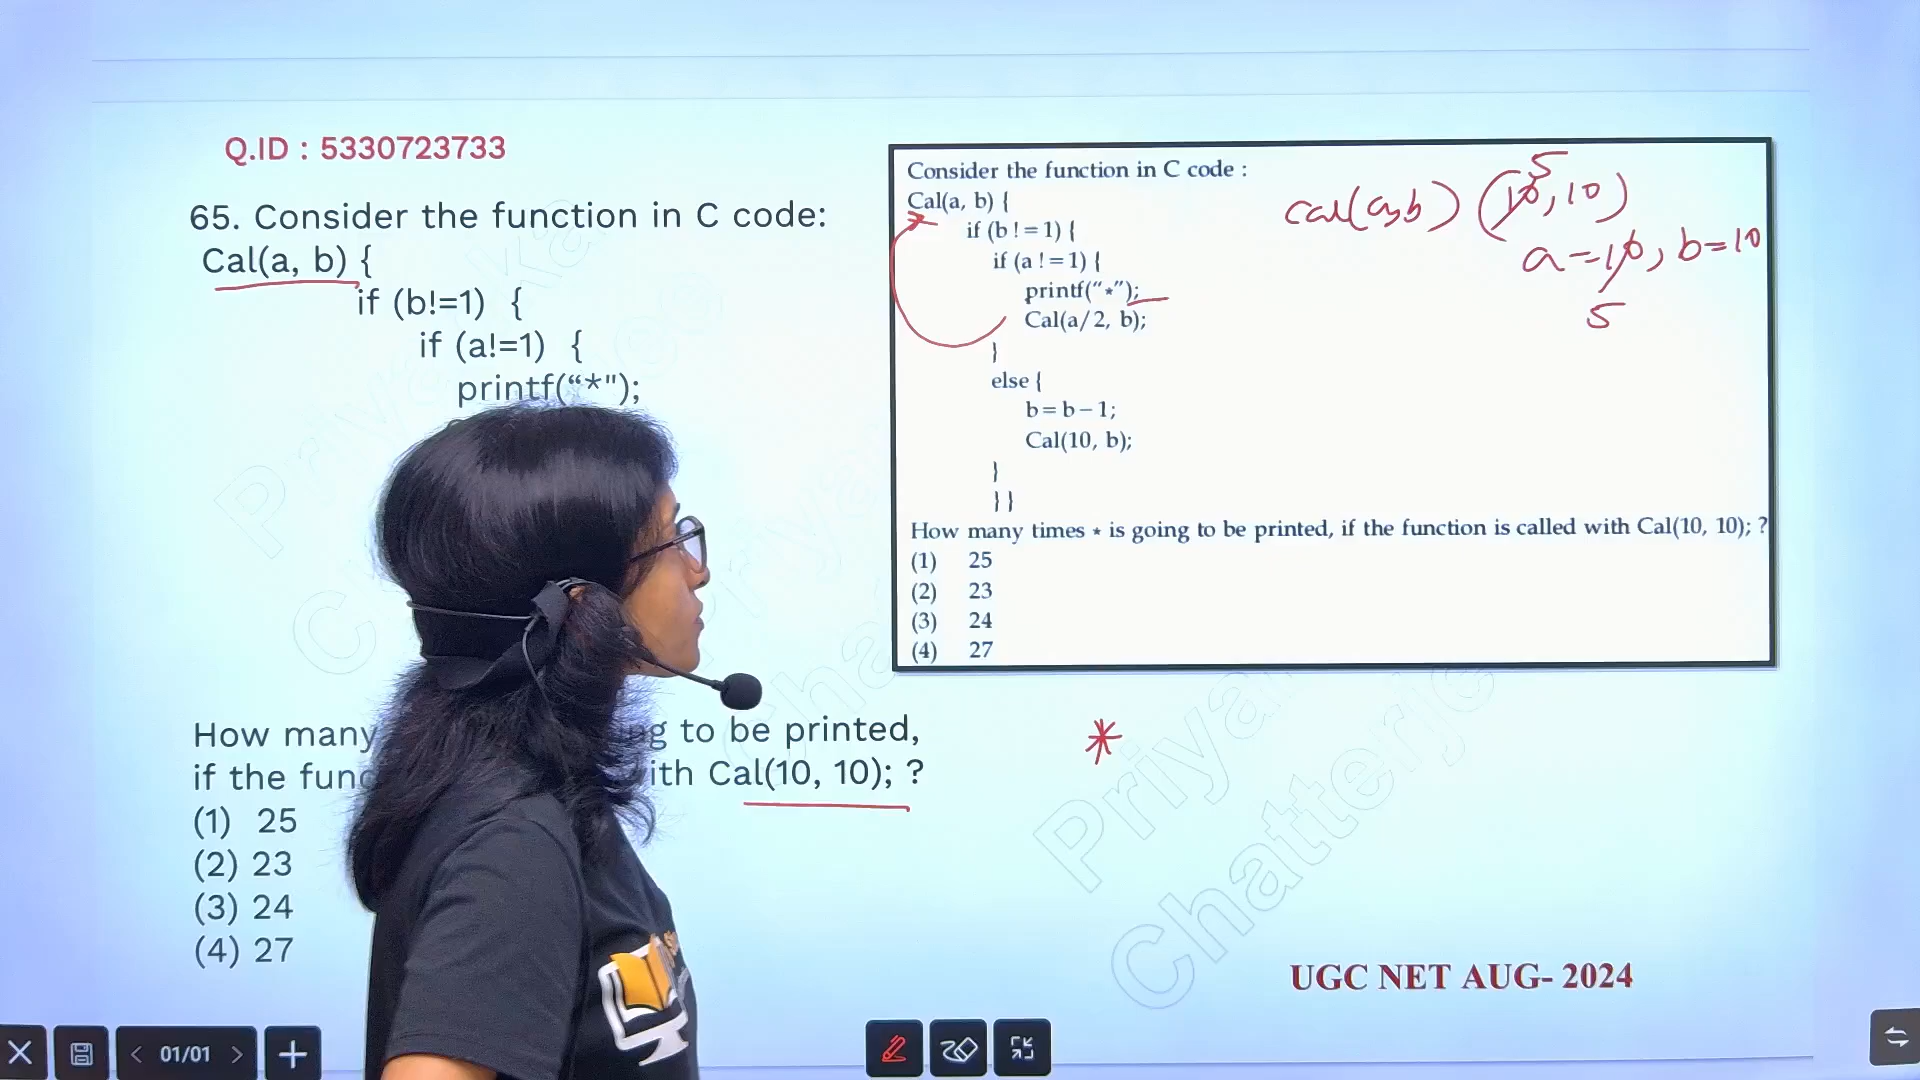 Q.ID : 5330723733
65. Consider the function in C code:
Cal(a, b) {
if (b!=1) {
if (a!=1) {
printf(“*");
How many
ng to be printed,
if the func
ith Cal(10, 10); ?
(1) 25
(2) 23
(3) 24
(4) 27
Consider the function in C code :
Cal(a, b) {
if (b != 1) {
if (a != 1) {
printf(“*”);
Cal(a/2, b);
}
else {
b = b – 1;
Cal(10, b);
}
} }
How many times * is going to be printed, if the function is called with Cal(10, 10); ?
(1) 25
(2) 23
(3) 24
(4) 27
cal(a,b) (10, 10)
5
a = 10, b = 10
5
*
Priyanka
Chatterjee
UGC NET AUG- 2024
01/01